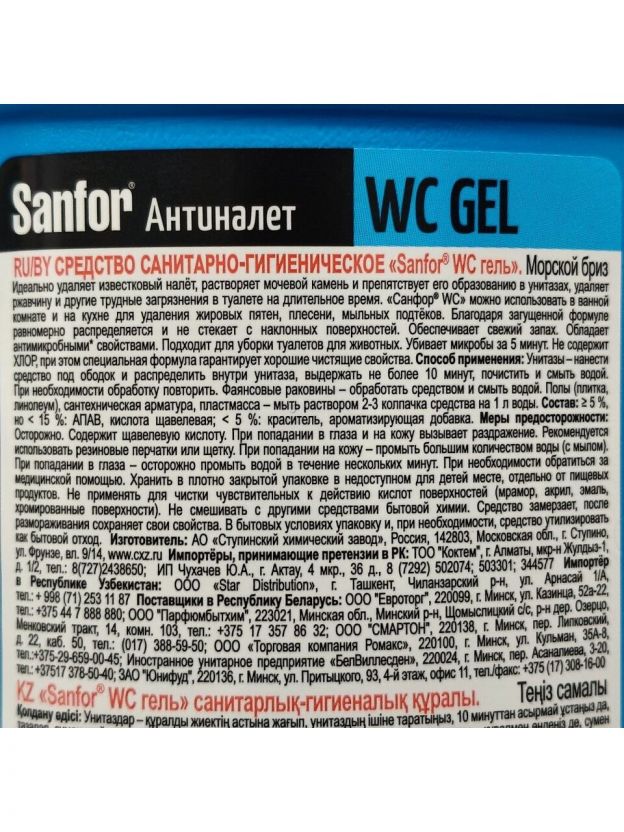 Sanfor® Антиналет WC GEL
RU/BY СРЕДСТВО САНИТАРНО-ГИГИЕНИЧЕСКОЕ «Sanfor® WC гель». Морской бриз
Идеально удаляет известковый налёт, растворяет мочевой камень и препятствует его образованию в унитазах, удаляет
ржавчину и другие трудные загрязнения в туалете на длительное время. «Санфор® WC» можно использовать в ванной
комнате и на кухне для удаления жировых пятен, плесени, мыльных подтёков. Благодаря загущенной формуле
равномерно распределяется и не стекает с наклонных поверхностей. Обеспечивает свежий запах. Обладает
антимикробными* свойствами. Подходит для уборки туалетов для животных. Убивает микробы за 5 минут. Не содержит
ХЛОР, при этом специальная формула гарантирует хорошие чистящие свойства. Способ применения: Унитазы – нанести
средство под ободок и распределить внутри унитаза, выдержать не более 10 минут, почистить и смыть водой.
При необходимости обработку повторить. Фаянсовые раковины – обработать средством и смыть водой. Полы (плитка,
линолеум), сантехническая арматура, пластмасса – мыть раствором 2-3 колпачка средства на 1 л воды. Состав: ≥ 5 %,
но < 15 %: АПАВ, кислота щавелевая; < 5 %: краситель, ароматизирующая добавка. Меры предосторожности:
Осторожно. Содержит щавелевую кислоту. При попадании в глаза и на кожу вызывает раздражение. Рекомендуется
использовать резиновые перчатки или щетку. При попадании на кожу – промыть большим количеством воды (с мылом).
При попадании в глаза – осторожно промыть водой в течение нескольких минут. При необходимости обратиться за
медицинской помощью. Хранить в плотно закрытой упаковке в недоступном для детей месте, отдельно от пищевых
продуктов. Не применять для чистки чувствительных к действию кислот поверхностей (мрамор, акрил, эмаль,
хромированные поверхности). Не смешивать с другими средствами бытовой химии. Средство замерзает, после
размораживания сохраняет свои свойства. В бытовых условиях упаковку и, при необходимости, средство утилизировать
как бытовой отход. Изготовитель: АО «Ступинский химический завод», Россия, 142803, Московская обл., г. Ступино,
ул. Фрунзе, вл. 9/14, www.cxz.ru Импортёры, принимающие претензии в РК: ТОО "Коктем", г. Алматы, мкр-н Жулдыз-1,
д. 1/2, тел.: 8(727)2438650; ИП Чухачев Ю.А., г. Актау, 4 мкр., 36 д., 8 (7292) 502074; 503301; 344577 Импортёр
в Республике Узбекистан: ООО «Star Distribution», г. Ташкент, Чиланзарский р-н, ул. Арнасай 1/А,
тел.: + 998 (71) 253 11 87 Поставщики в Республику Беларусь: ООО "Евроторг", 220099, г. Минск, ул. Казинца, 52а-22,
тел.: +375 44 7 888 880; ООО "Парфюмбытхим", 223021, Минская обл., Минский р-н, Щомыслицкий с/с, р-н дер. Озерцо,
Менковский тракт, 14, ком. 103, тел.: +375 17 357 86 32; ООО "СМАРТОН", 220138, г. Минск, пер. Липковский,
д. 22, каб. 50, тел.: (017) 388-59-50; ООО «Торговая компания Ромакс», 220100, г. Минск, ул. Кульман, 35А-8,
тел.:+375-29-659-00-45; Иностранное унитарное предприятие «БелВиллесден», 220024, г. Минск, пер. Асаналиева, 3-20,
тел.: +37517 378-50-40; ЗАО "Юнифуд", 220136, г. Минск, ул. Притыцкого, 93, 4-й этаж, офис 11, тел./факс: +375 (17) 308-16-00
KZ «Sanfor® WC гель» санитарлық-гигиеналық құралы. Теңіз самалы
Қолдану әдісі: Унитаздар – құралды жиектің астына жағып, унитаздың ішіне таратыңыз, 10 минуттан асырмай ұстаңыз да,